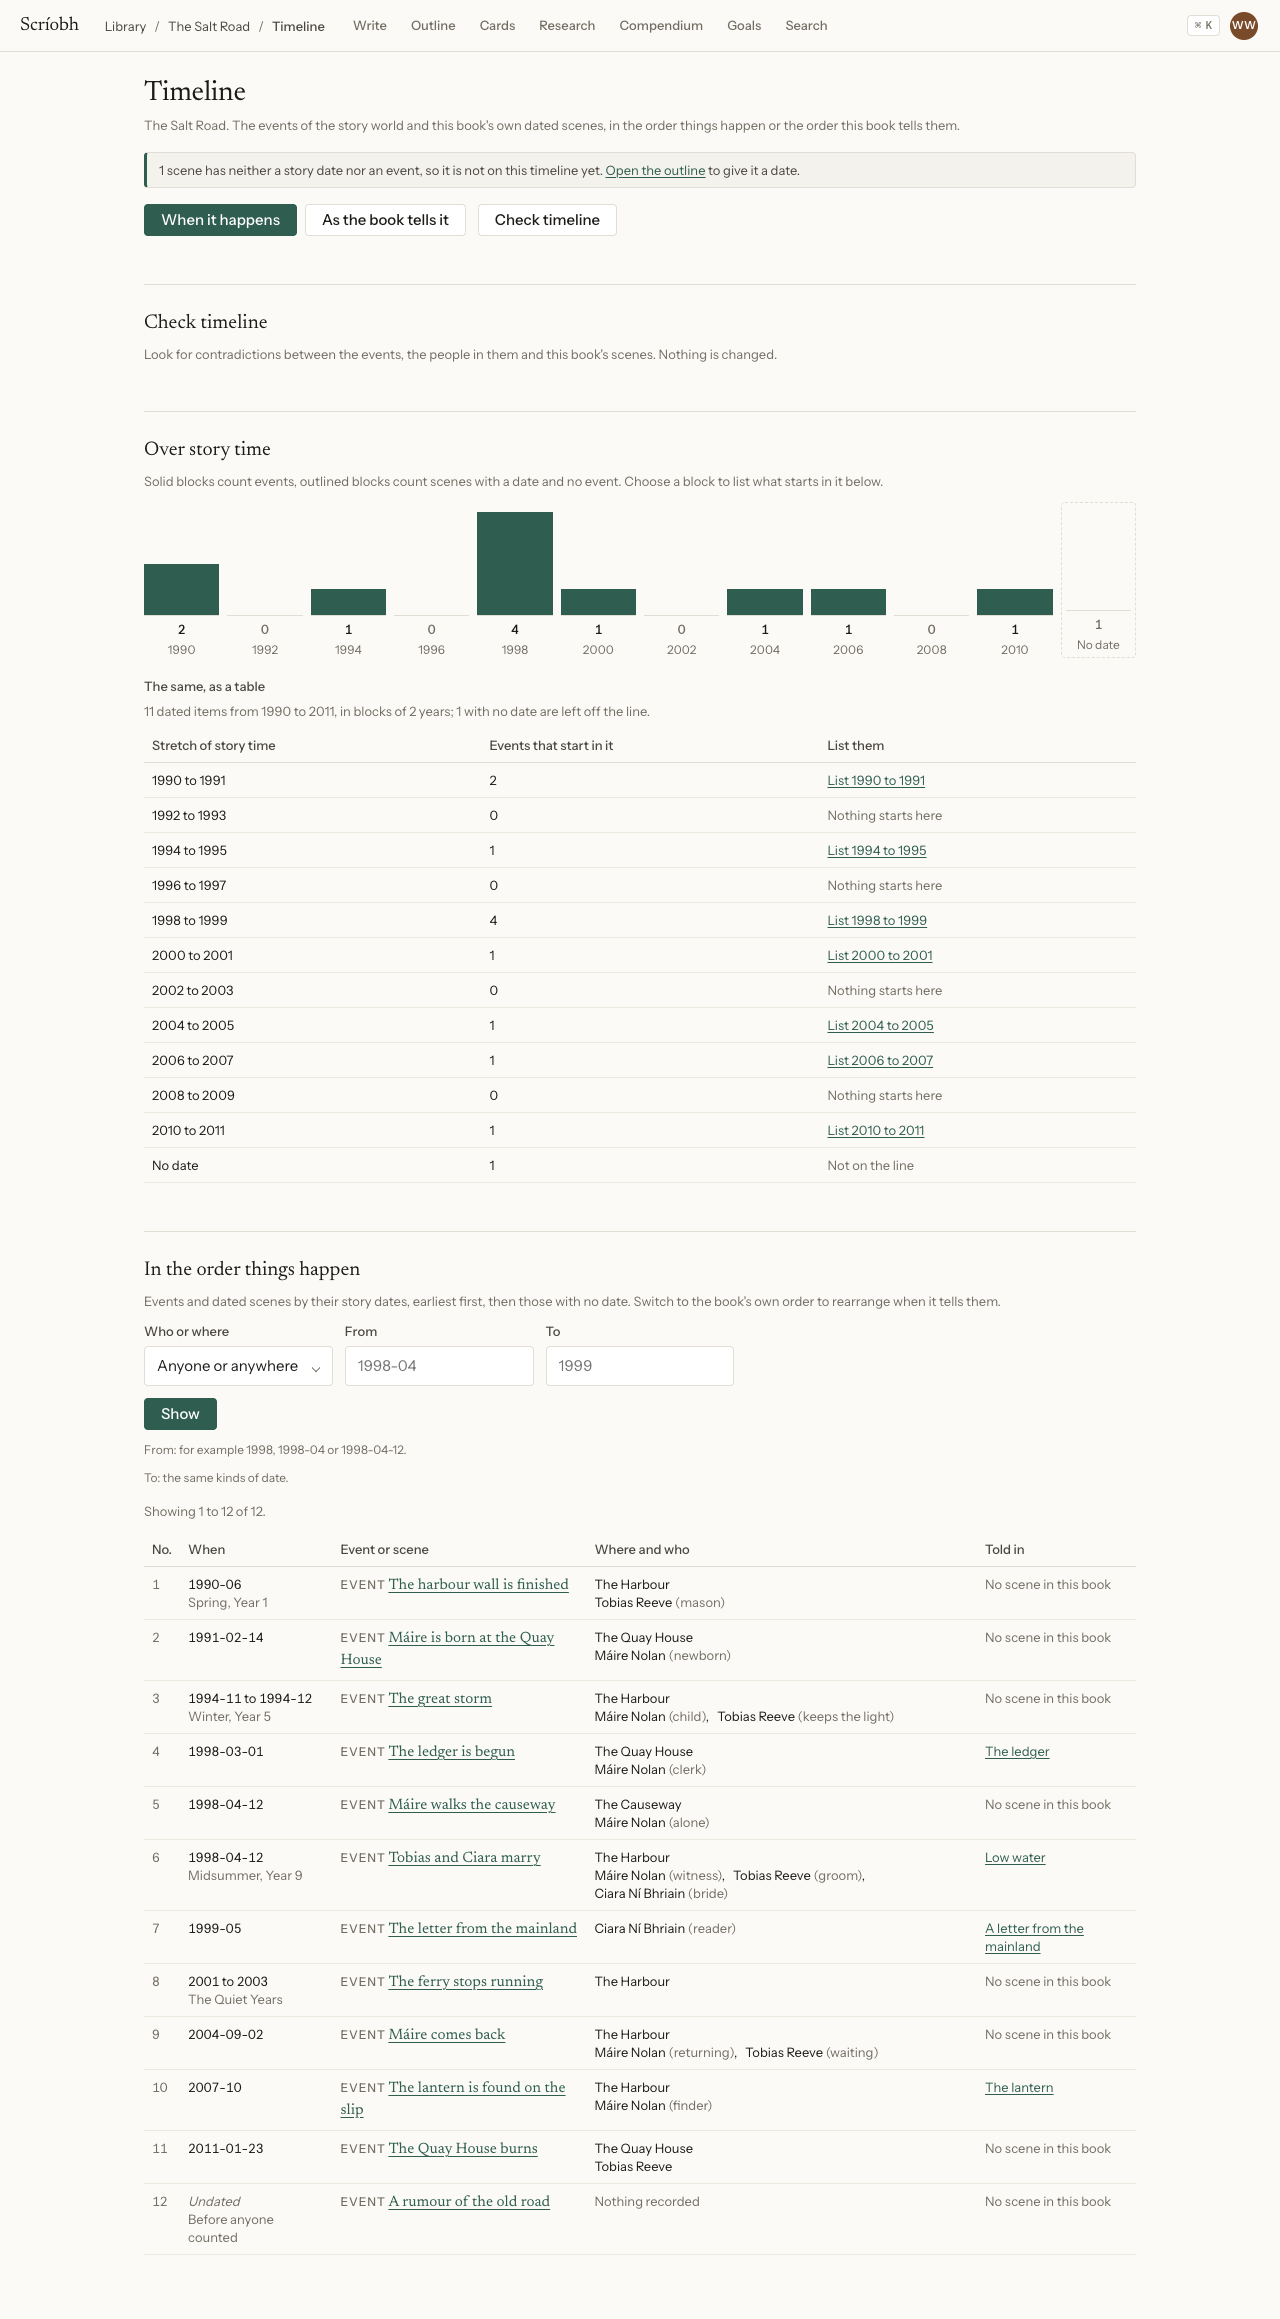 Scríobh Library / The Salt Road / Timeline Write Outline Cards Research Compendium Goals Search ⌘ K WW
Timeline
The Salt Road. The events of the story world and this book's own dated scenes, in the order things happen or the order this book tells them.
1 scene has neither a story date nor an event, so it is not on this timeline yet. Open the outline to give it a date.
When it happens As the book tells it Check timeline
Check timeline
Look for contradictions between the events, the people in them and this book's scenes. Nothing is changed.
Over story time
Solid blocks count events, outlined blocks count scenes with a date and no event. Choose a block to list what starts in it below.
2 0 1 0 4 1 0 1 1 0 1 1
1990 1992 1994 1996 1998 2000 2002 2004 2006 2008 2010 No date
The same, as a table
11 dated items from 1990 to 2011, in blocks of 2 years; 1 with no date are left off the line.
Stretch of story time Events that start in it List them
1990 to 1991 2 List 1990 to 1991
1992 to 1993 0 Nothing starts here
1994 to 1995 1 List 1994 to 1995
1996 to 1997 0 Nothing starts here
1998 to 1999 4 List 1998 to 1999
2000 to 2001 1 List 2000 to 2001
2002 to 2003 0 Nothing starts here
2004 to 2005 1 List 2004 to 2005
2006 to 2007 1 List 2006 to 2007
2008 to 2009 0 Nothing starts here
2010 to 2011 1 List 2010 to 2011
No date 1 Not on the line
In the order things happen
Events and dated scenes by their story dates, earliest first, then those with no date. Switch to the book's own order to rearrange when it tells them.
Who or where From To
Anyone or anywhere 1998-04 1999
Show
From: for example 1998, 1998-04 or 1998-04-12.
To: the same kinds of date.
Showing 1 to 12 of 12.
No. When Event or scene Where and who Told in
1 1990-06 EVENT The harbour wall is finished The Harbour No scene in this book
Spring, Year 1 Tobias Reeve (mason)
2 1991-02-14 EVENT Máire is born at the Quay The Quay House No scene in this book
House Máire Nolan (newborn)
3 1994-11 to 1994-12 EVENT The great storm The Harbour No scene in this book
Winter, Year 5 Máire Nolan (child), Tobias Reeve (keeps the light)
4 1998-03-01 EVENT The ledger is begun The Quay House The ledger
Máire Nolan (clerk)
5 1998-04-12 EVENT Máire walks the causeway The Causeway No scene in this book
Máire Nolan (alone)
6 1998-04-12 EVENT Tobias and Ciara marry The Harbour Low water
Midsummer, Year 9 Máire Nolan (witness), Tobias Reeve (groom),
Ciara Ní Bhriain (bride)
7 1999-05 EVENT The letter from the mainland Ciara Ní Bhriain (reader) A letter from the
mainland
8 2001 to 2003 EVENT The ferry stops running The Harbour No scene in this book
The Quiet Years
9 2004-09-02 EVENT Máire comes back The Harbour No scene in this book
Máire Nolan (returning), Tobias Reeve (waiting)
10 2007-10 EVENT The lantern is found on the The Harbour The lantern
slip Máire Nolan (finder)
11 2011-01-23 EVENT The Quay House burns The Quay House No scene in this book
Tobias Reeve
12 Undated EVENT A rumour of the old road Nothing recorded No scene in this book
Before anyone
counted